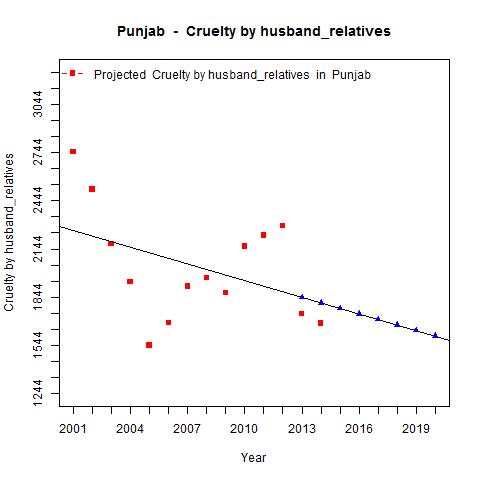 Punjab - Cruelty by husband_relatives
Projected Cruelty by husband_relatives in Punjab
Cruelty by husband_relatives
3044
2744
2444
2144
1844
1544
1244
2001 2004 2007 2010 2013 2016 2019
Year